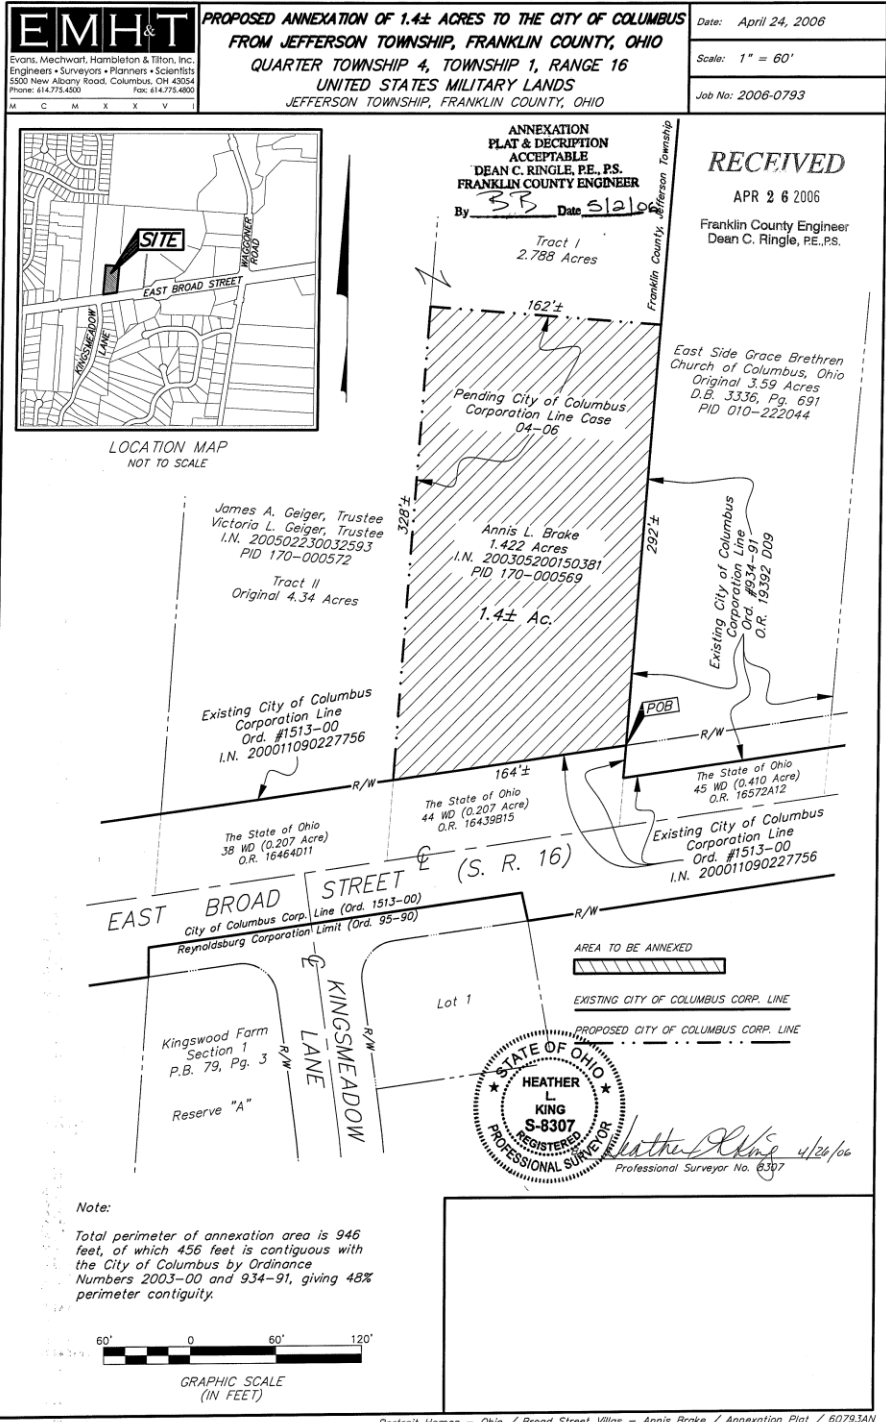 EMH&T
Evans, Mechwart, Hambleton & Tilton, Inc.
Engineers • Surveyors • Planners • Scientists
5500 New Albany Road, Columbus, OH 43054
Phone: 614.775.4500 Fax: 614.775.4800
M C M X X V I
PROPOSED ANNEXATION OF 1.4± ACRES TO THE CITY OF COLUMBUS
FROM JEFFERSON TOWNSHIP, FRANKLIN COUNTY, OHIO
QUARTER TOWNSHIP 4, TOWNSHIP 1, RANGE 16
UNITED STATES MILITARY LANDS
JEFFERSON TOWNSHIP, FRANKLIN COUNTY, OHIO
Date: April 24, 2006
Scale: 1" = 60'
Job No: 2006-0793
SITE
WAGGONER
ROAD
EAST BROAD STREET
KINGSMEADOW
LANE
LOCATION MAP
NOT TO SCALE
ANNEXATION
PLAT & DECRIPTION
ACCEPTABLE
DEAN C. RINGLE, P.E., P.S.
FRANKLIN COUNTY ENGINEER
By BB Date 5/2/06
Franklin County, Jefferson Township
RECEIVED
APR 26 2006
Franklin County Engineer
Dean C. Ringle, P.E.,P.S.
N
Tract I
2.788 Acres
162'±
East Side Grace Brethren
Church of Columbus, Ohio
Original 3.59 Acres
D.B. 3336, Pg. 691
PID 010-222044
Pending City of Columbus
Corporation Line Case
04-06
James A. Geiger, Trustee
Victoria L. Geiger, Trustee
I.N. 200502230032593
PID 170-000572
Tract II
Original 4.34 Acres
328'±
Annis L. Brake
1.422 Acres
I.N. 200305200150381
PID 170-000569
1.4± Ac.
292'±
Existing City of Columbus
Corporation Line
Ord. #934-91
O.R. 19392 D09
Existing City of Columbus
Corporation Line
Ord. #1513-00
I.N. 200011090227756
POB
R/W
R/W
164'±
The State of Ohio
38 WD (0.207 Acre)
O.R. 16464D11
The State of Ohio
44 WD (0.207 Acre)
O.R. 16439B15
The State of Ohio
45 WD (0.410 Acre)
O.R. 16572A12
Existing City of Columbus
Corporation Line
Ord. #1513-00
I.N. 200011090227756
EAST BROAD STREET ℄ (S. R. 16)
City of Columbus Corp. Line (Ord. 1513-00)
Reynoldsburg Corporation Limit (Ord. 95-90)
R/W
℄
KINGSMEADOW
LANE
R/W
R/W
Lot 1
Kingswood Farm
Section 1
P.B. 79, Pg. 3
Reserve "A"
AREA TO BE ANNEXED
EXISTING CITY OF COLUMBUS CORP. LINE
PROPOSED CITY OF COLUMBUS CORP. LINE
STATE OF OHIO
HEATHER
L.
KING
S-8307
REGISTERED
PROFESSIONAL SURVEYOR
Heather L King 4/26/06
Professional Surveyor No. 8307
Note:
Total perimeter of annexation area is 946
feet, of which 456 feet is contiguous with
the City of Columbus by Ordinance
Numbers 2003-00 and 934-91, giving 48%
perimeter contiguity.
60' 0 60' 120'
GRAPHIC SCALE
(IN FEET)
Portrait Homes - Ohio / Broad Street Villas - Annis Brake / Annexation Plat / 60793AN